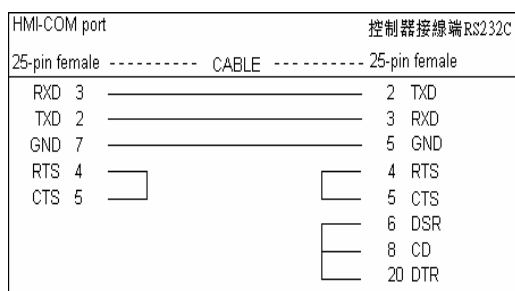 HMI-COM port 控制器接線端RS232C
25-pin female ---------- CABLE ---------- 25-pin female
RXD 3 2 TXD
TXD 2 3 RXD
GND 7 5 GND
RTS 4 4 RTS
CTS 5 5 CTS
6 DSR
8 CD
20 DTR